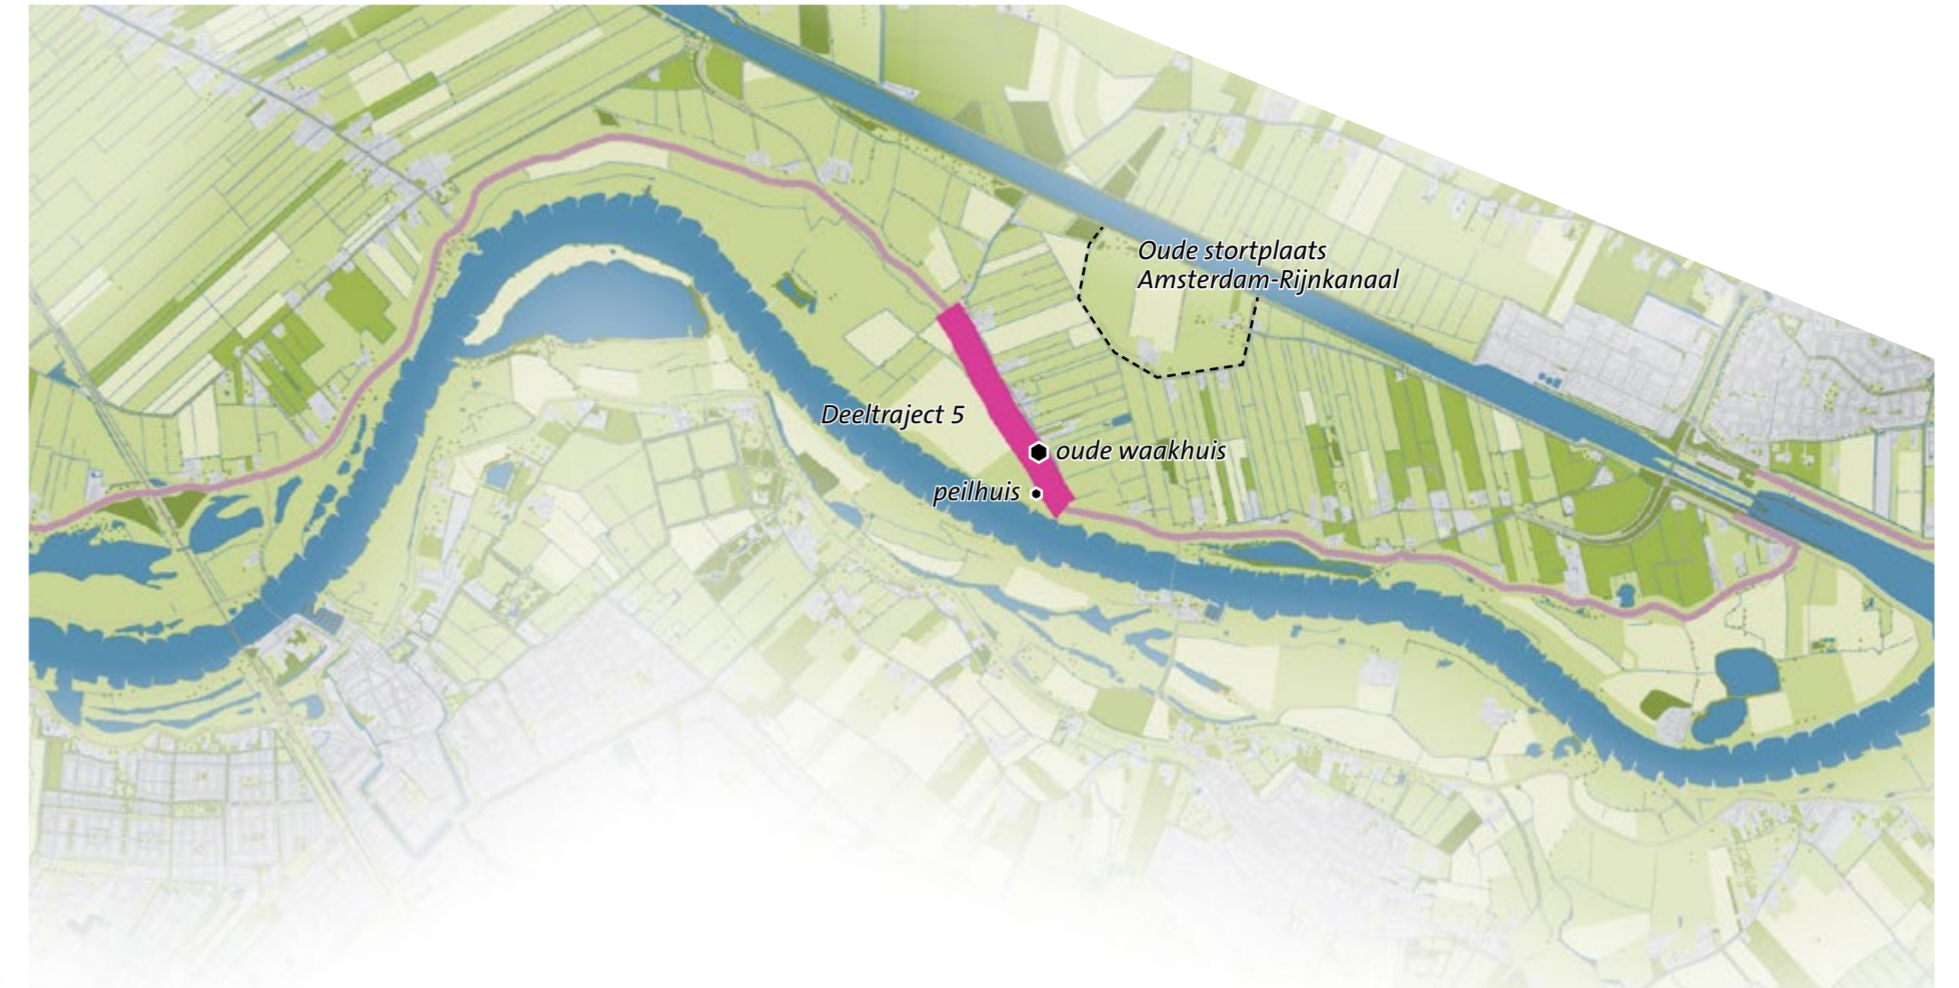 Oude stortplaats
Amsterdam-Rijnkanaal
Deeltraject 5
oude waakhuis
peilhuis